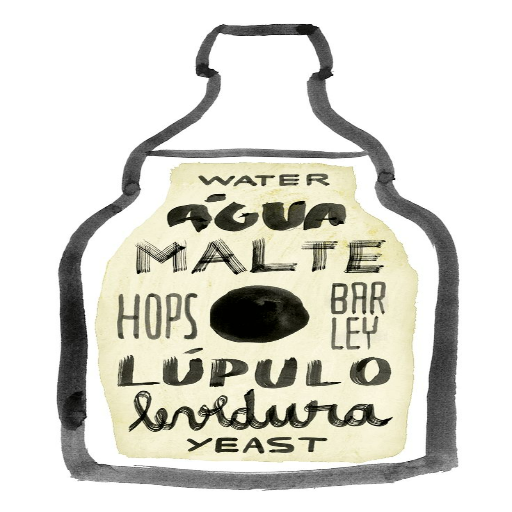 WATER
ÁGUA
MALTE
HOPS
BAR
LEY
LÚPULO
levedura
YEAST